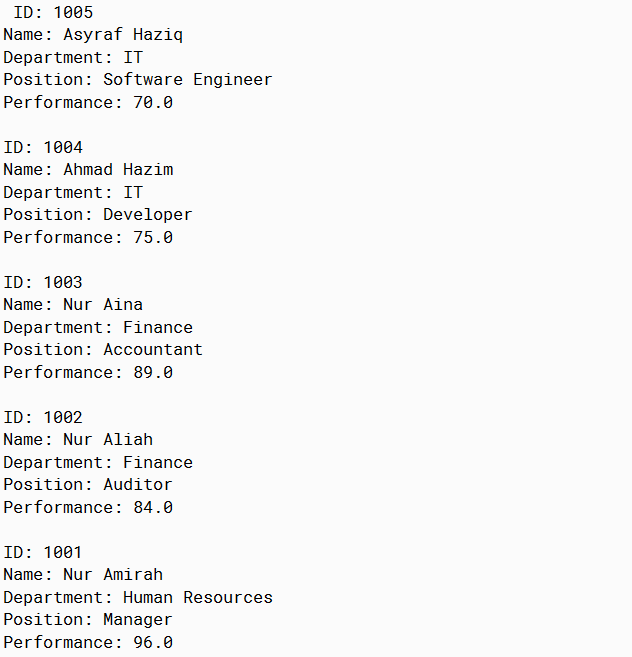 ID: 1005
Name: Asyraf Haziq
Department: IT
Position: Software Engineer
Performance: 70.0

ID: 1004
Name: Ahmad Hazim
Department: IT
Position: Developer
Performance: 75.0

ID: 1003
Name: Nur Aina
Department: Finance
Position: Accountant
Performance: 89.0

ID: 1002
Name: Nur Aliah
Department: Finance
Position: Auditor
Performance: 84.0

ID: 1001
Name: Nur Amirah
Department: Human Resources
Position: Manager
Performance: 96.0